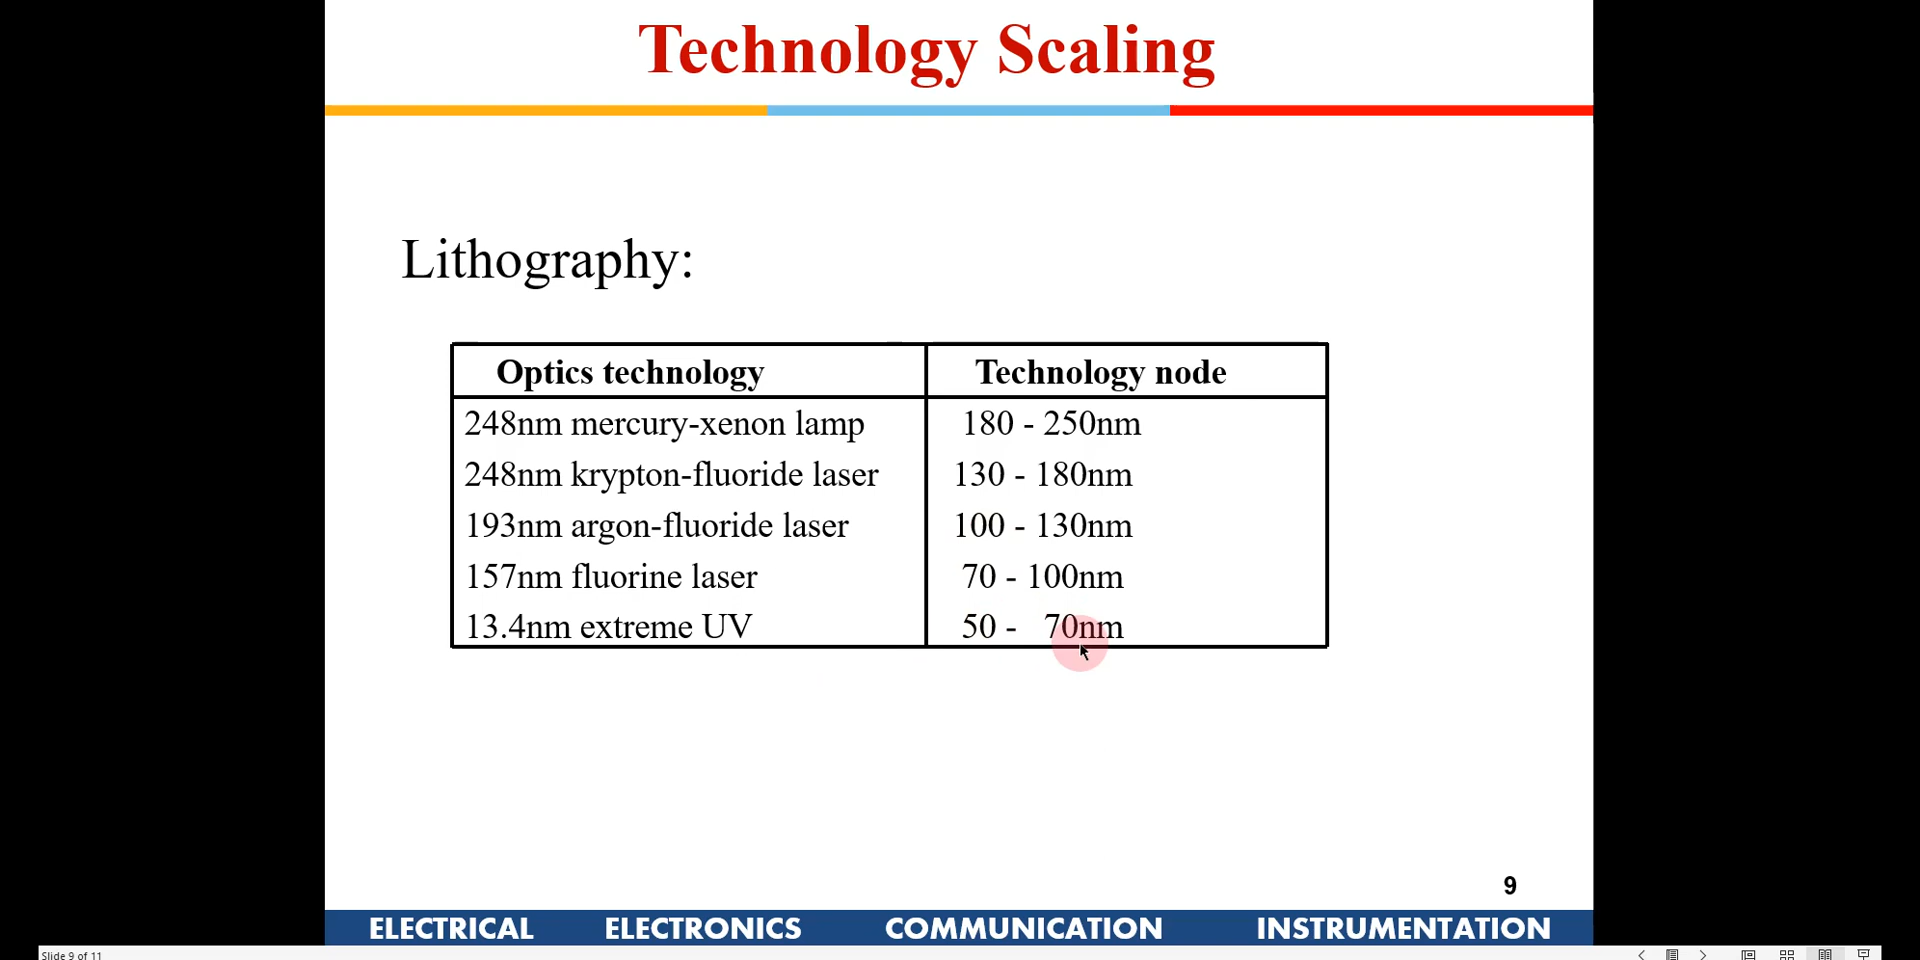 Technology Scaling
Lithography:
Optics technology Technology node
248nm mercury-xenon lamp 180 - 250nm
248nm krypton-fluoride laser 130 - 180nm
193nm argon-fluoride laser 100 - 130nm
157nm fluorine laser 70 - 100nm
13.4nm extreme UV 50 - 70nm
9
ELECTRICAL ELECTRONICS COMMUNICATION INSTRUMENTATION
Slide 9 of 11